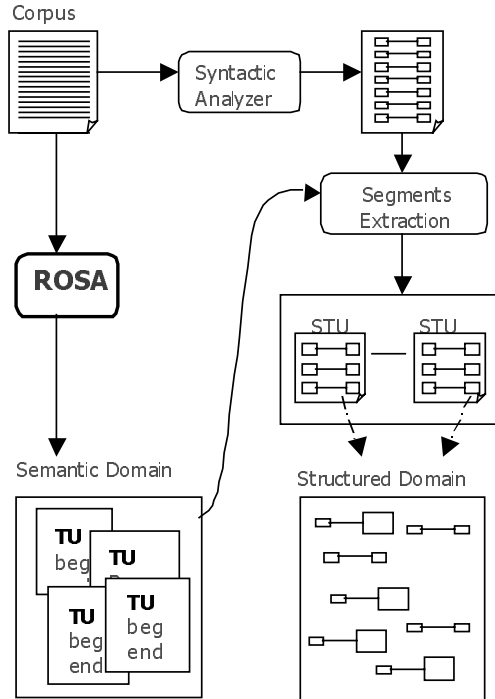 Corpus
Syntactic
Analyzer
Segments
Extraction
ROSA
STU STU
Semantic Domain
Structured Domain
TU
beg
TU
TU
beg
end
TU
beg
end